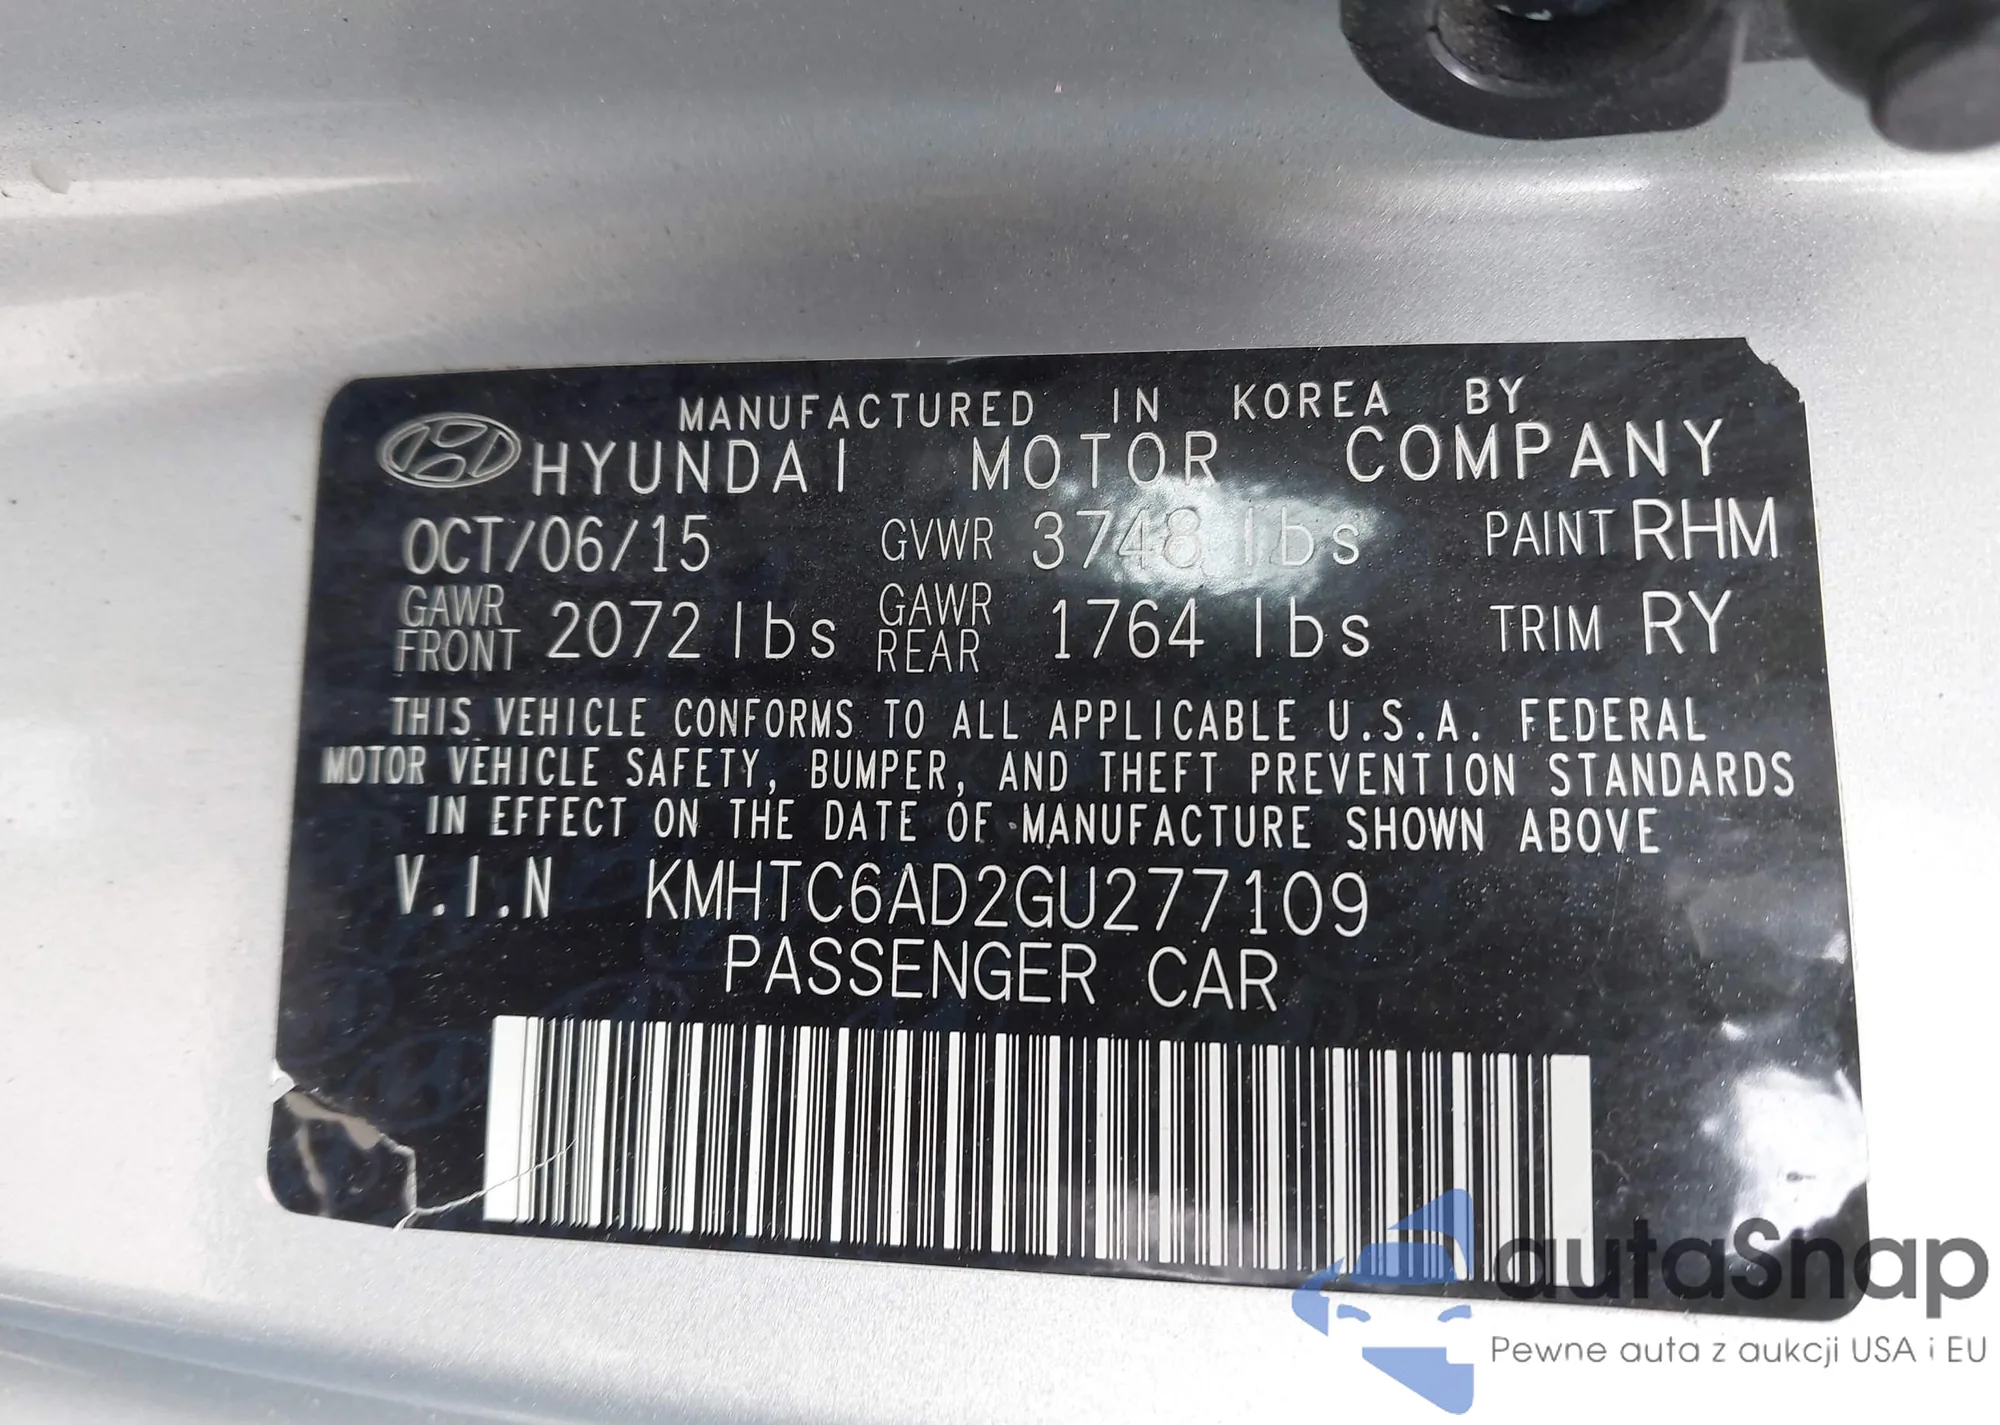 MANUFACTURED IN KOREA BY
HYUNDAI MOTOR COMPANY
OCT/06/15 GVWR 3748 lbs PAINT RHM
GAWR FRONT 2072 lbs GAWR REAR 1764 lbs TRIM RY
THIS VEHICLE CONFORMS TO ALL APPLICABLE U.S.A. FEDERAL
MOTOR VEHICLE SAFETY, BUMPER, AND THEFT PREVENTION STANDARDS
IN EFFECT ON THE DATE OF MANUFACTURE SHOWN ABOVE
V.I.N KMHTC6AD2GU277109
PASSENGER CAR
autaSnap
Pewne auta z aukcji USA i EU